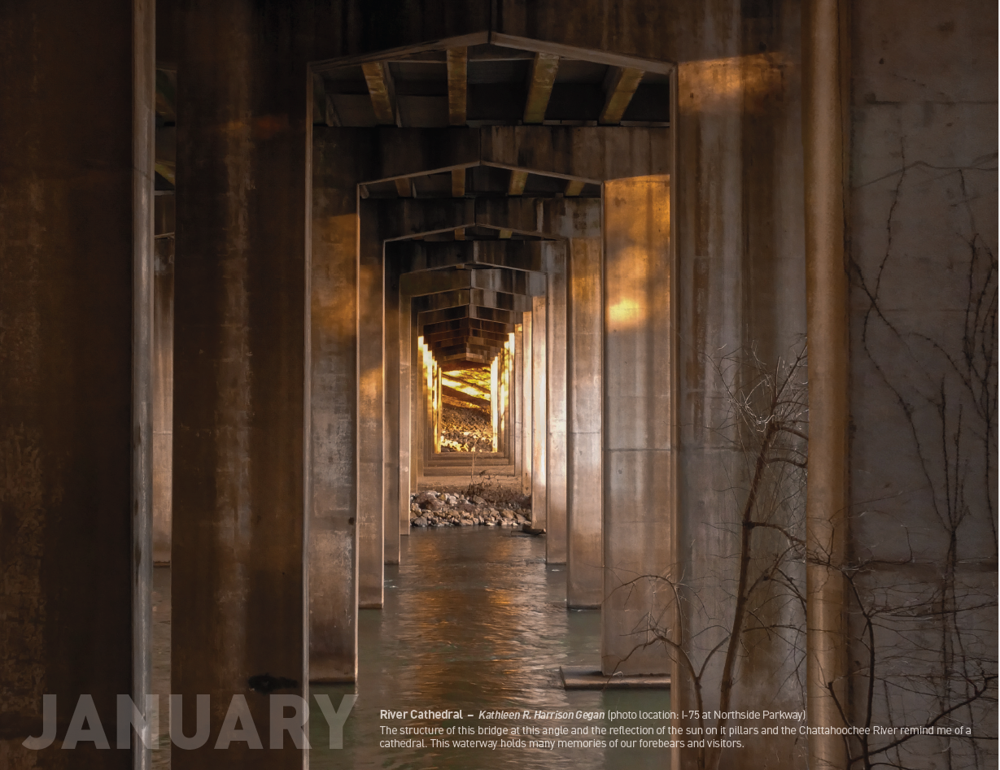 River Cathedral – Kathleen R. Harrison Gegan (photo location: I-75 at Northside Parkway)
The structure of this bridge at this angle and the reflection of the sun on it pillars and the Chattahoochee River remind me of a
cathedral. This waterway holds many memories of our forebears and visitors.
JANUARY